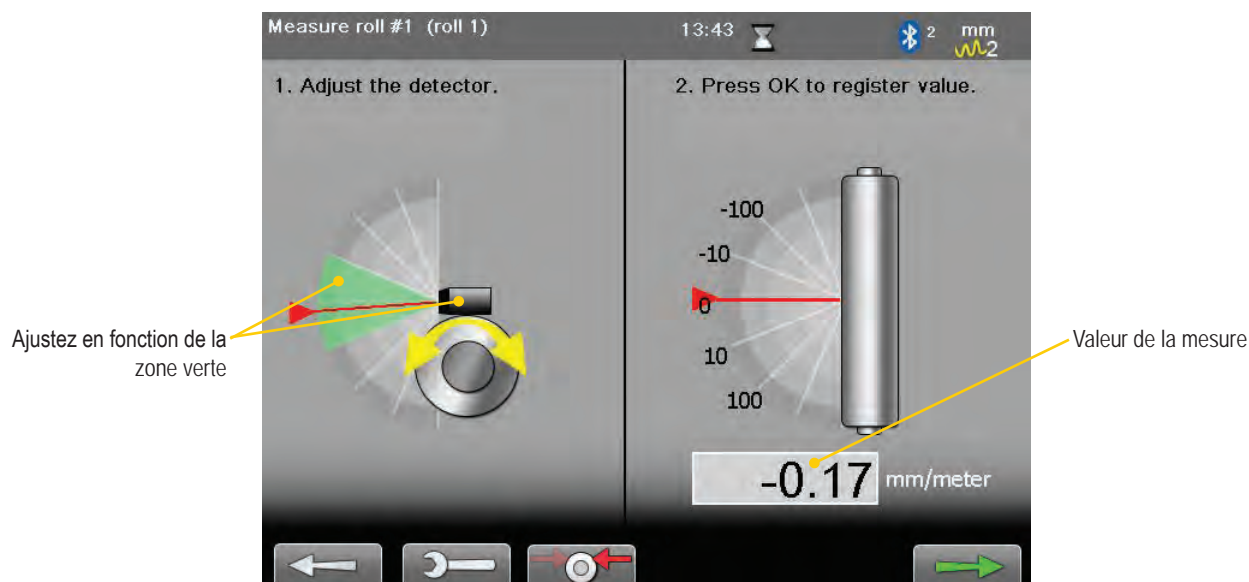 Measure roll #1 (roll 1)
13:43
2
mm
2
1. Adjust the detector.
2. Press OK to register value.
-100
-10
0
10
100
Ajustez en fonction de la
zone verte
Valeur de la mesure
-0.17 mm/meter